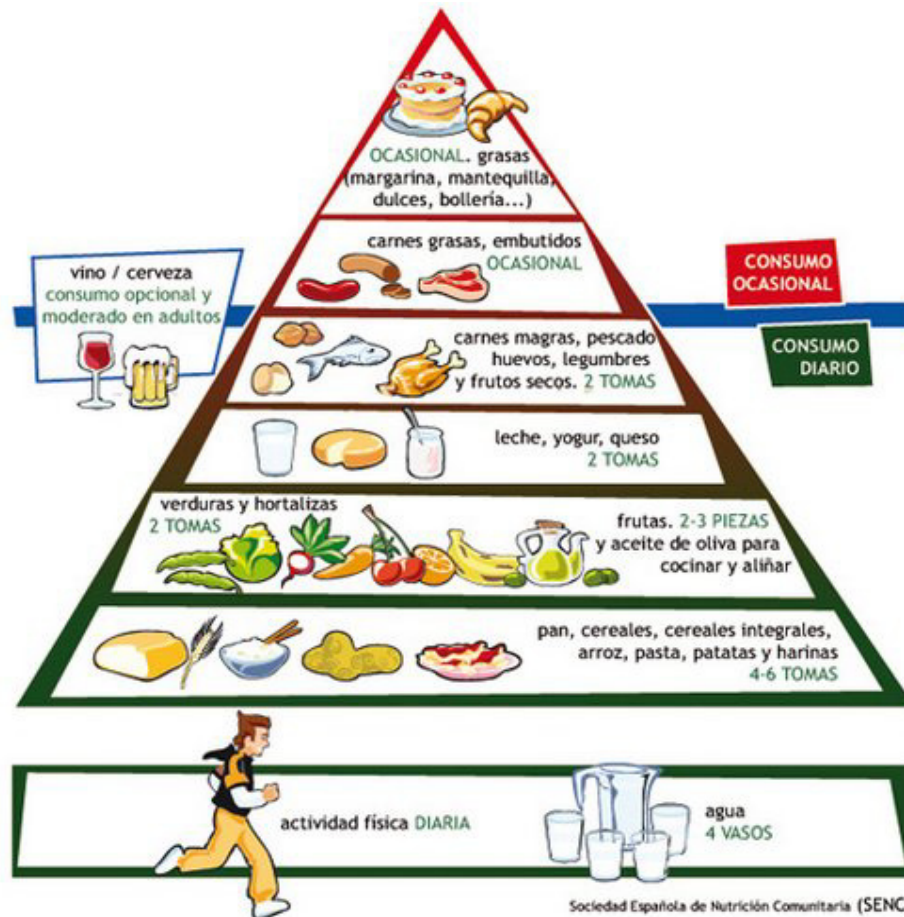 OCASIONAL. grasas
(margarina, mantequilla,
dulces, bollería...)
carnes grasas, embutidos
OCASIONAL
vino / cerveza
consumo opcional y
moderado en adultos
CONSUMO
OCASIONAL
CONSUMO
DIARIO
carnes magras, pescado
huevos, legumbres
y frutos secos. 2 TOMAS
leche, yogur, queso
2 TOMAS
verduras y hortalizas
2 TOMAS
frutas. 2-3 PIEZAS
y aceite de oliva para
cocinar y aliñar
pan, cereales, cereales integrales,
arroz, pasta, patatas y harinas
4-6 TOMAS
actividad física DIARIA
agua
4 VASOS
Sociedad Española de Nutrición Comunitaria (SENC